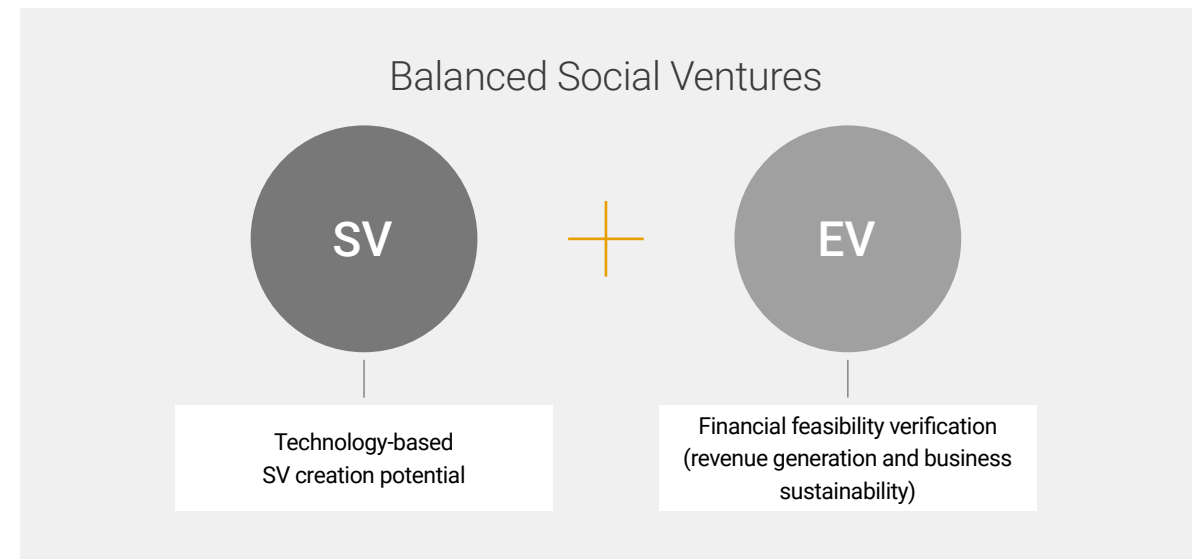 Balanced Social Ventures
SV
EV
Technology-based
SV creation potential
Financial feasibility verification
(revenue generation and business
sustainability)